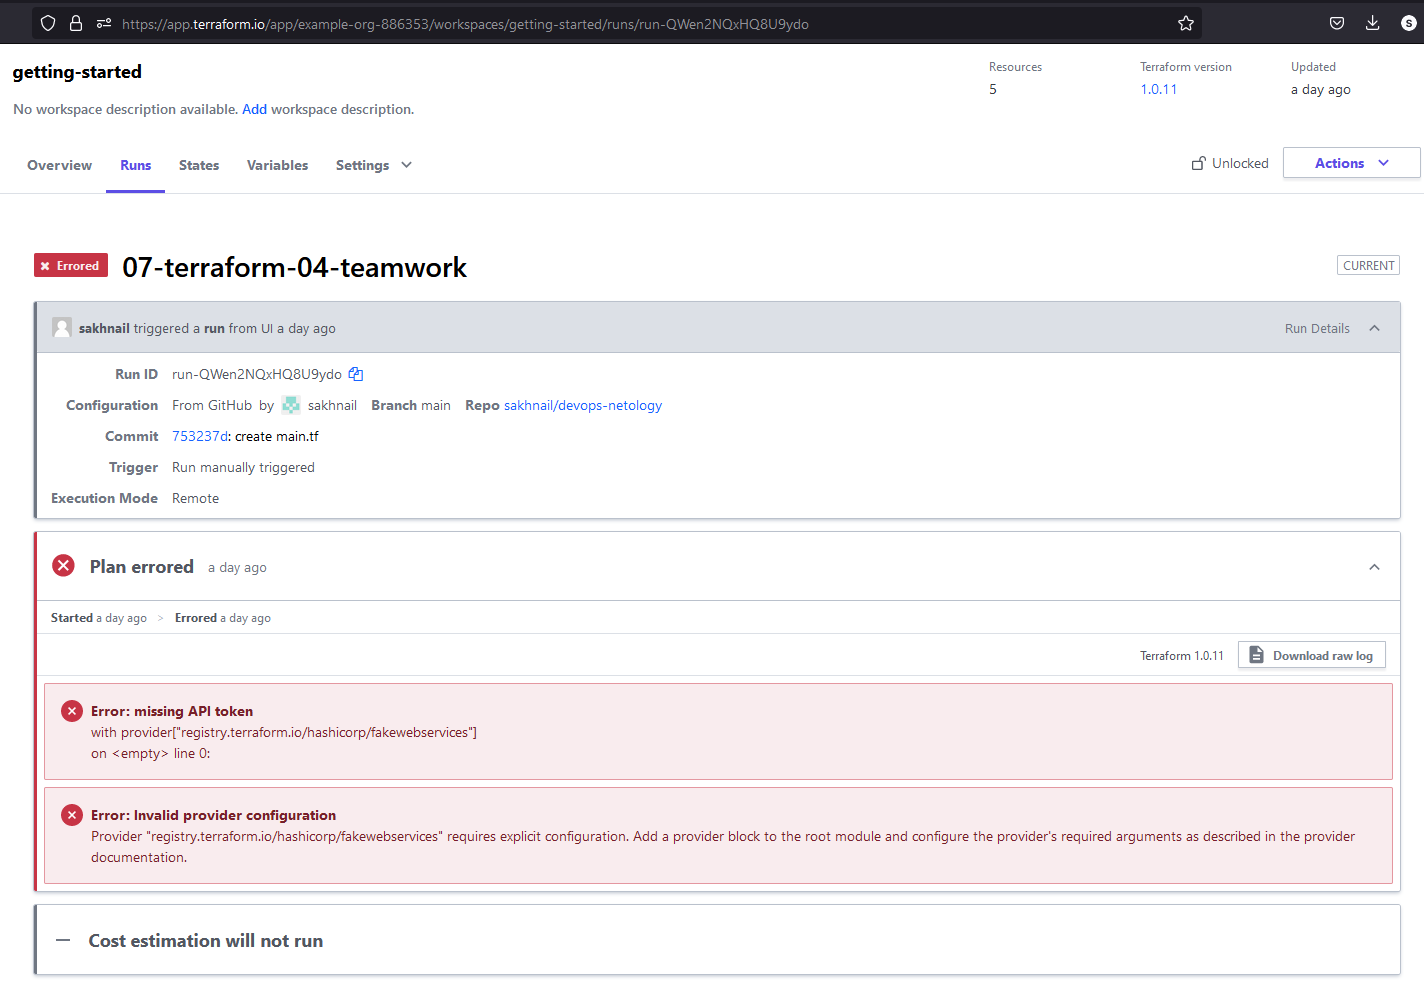 https://app.terraform.io/app/example-org-886353/workspaces/getting-started/runs/run-QWen2NQxHQ8U9ydo
S
getting-started
No workspace description available. Add workspace description.
Resources
5
Terraform version
1.0.11
Updated
a day ago
Overview Runs States Variables Settings
Unlocked
Actions
Errored
07-terraform-04-teamwork
CURRENT
sakhnail triggered a run from UI a day ago
Run Details
Run ID run-QWen2NQxHQ8U9ydo
Configuration From GitHub by sakhnail Branch main Repo sakhnail/devops-netology
Commit 753237d: create main.tf
Trigger Run manually triggered
Execution Mode Remote
Plan errored a day ago
Started a day ago > Errored a day ago
Terraform 1.0.11 Download raw log
Error: missing API token
with provider["registry.terraform.io/hashicorp/fakewebservices"]
on <empty> line 0:
Error: Invalid provider configuration
Provider "registry.terraform.io/hashicorp/fakewebservices" requires explicit configuration. Add a provider block to the root module and configure the provider's required arguments as described in the provider
documentation.
Cost estimation will not run